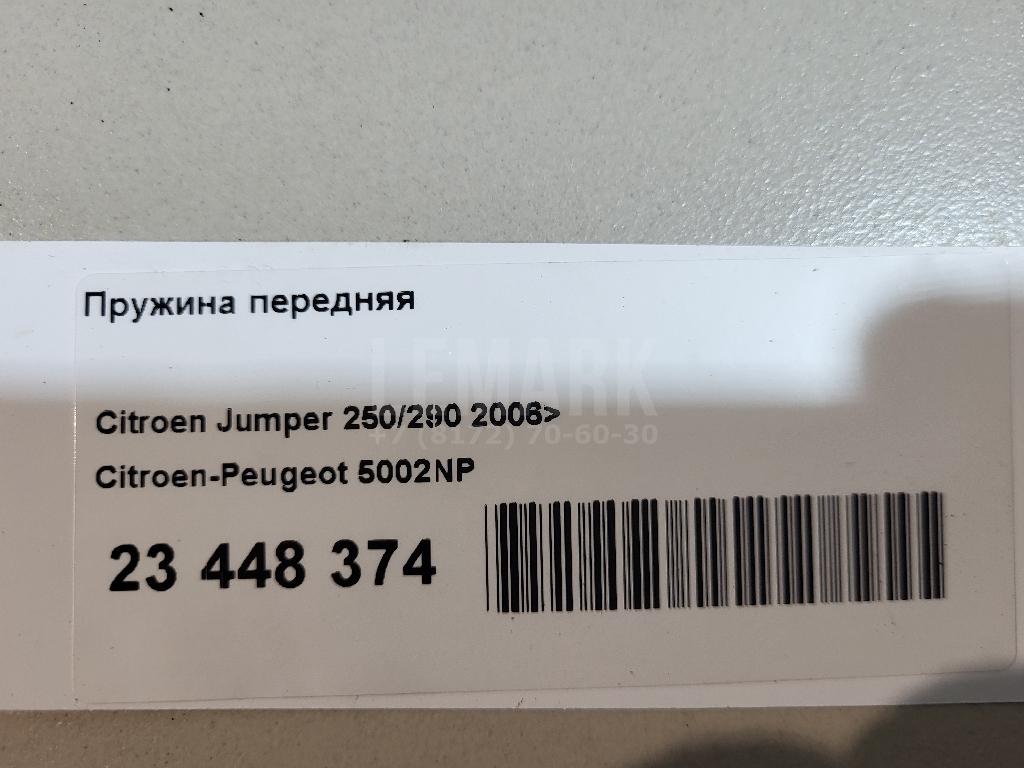 Пружина передняя
LEMARK
Citroen Jumper 250/290 2006>
+7 (8172) 70-60-30
Citroen-Peugeot 5002NP
23 448 374